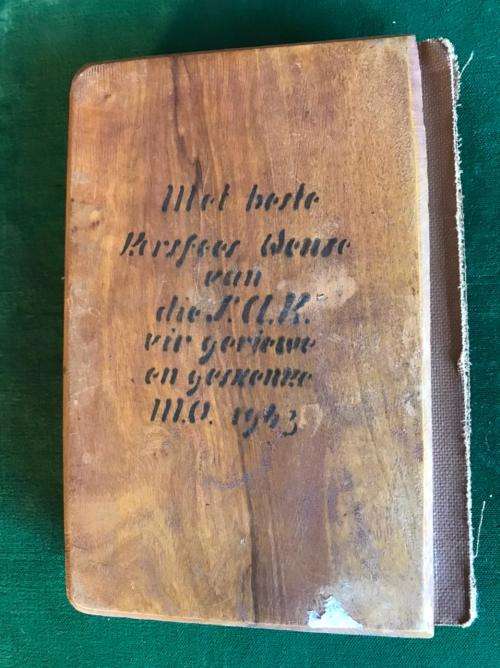 Met beste
Kersfees Wense
van
die S.A.K.
vir geriewe
en geskenke
M.O. 1943